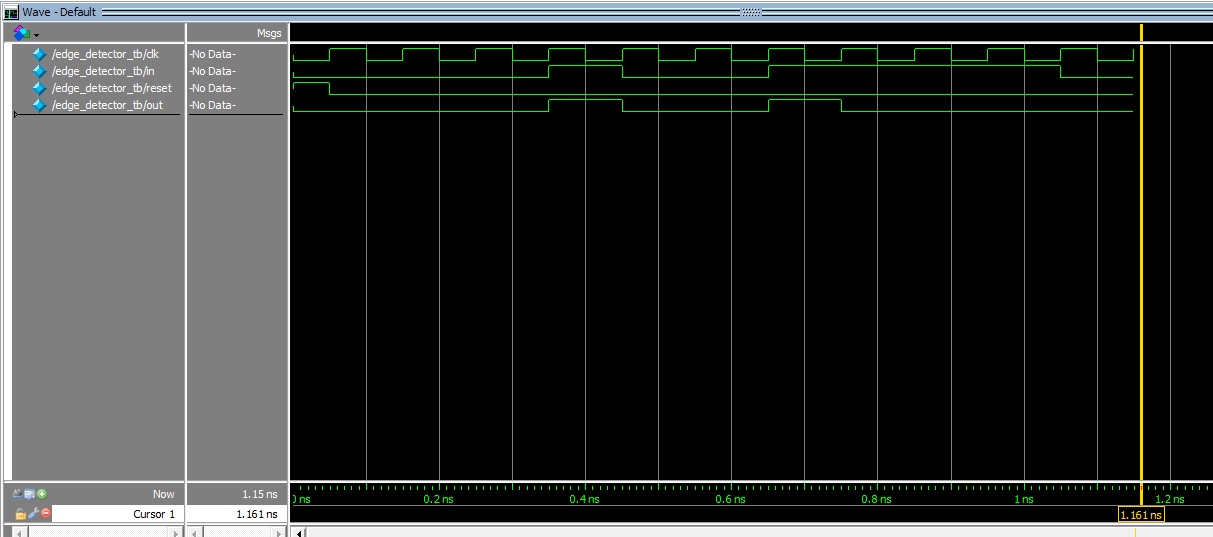 Wave - Default
Msgs
/edge_detector_tb/clk -No Data-
/edge_detector_tb/in -No Data-
/edge_detector_tb/reset -No Data-
/edge_detector_tb/out -No Data-
Now 1.15 ns ns 0.2 ns 0.4 ns 0.6 ns 0.8 ns 1 ns 1.2 ns
Cursor 1 1.161 ns 1.161 ns